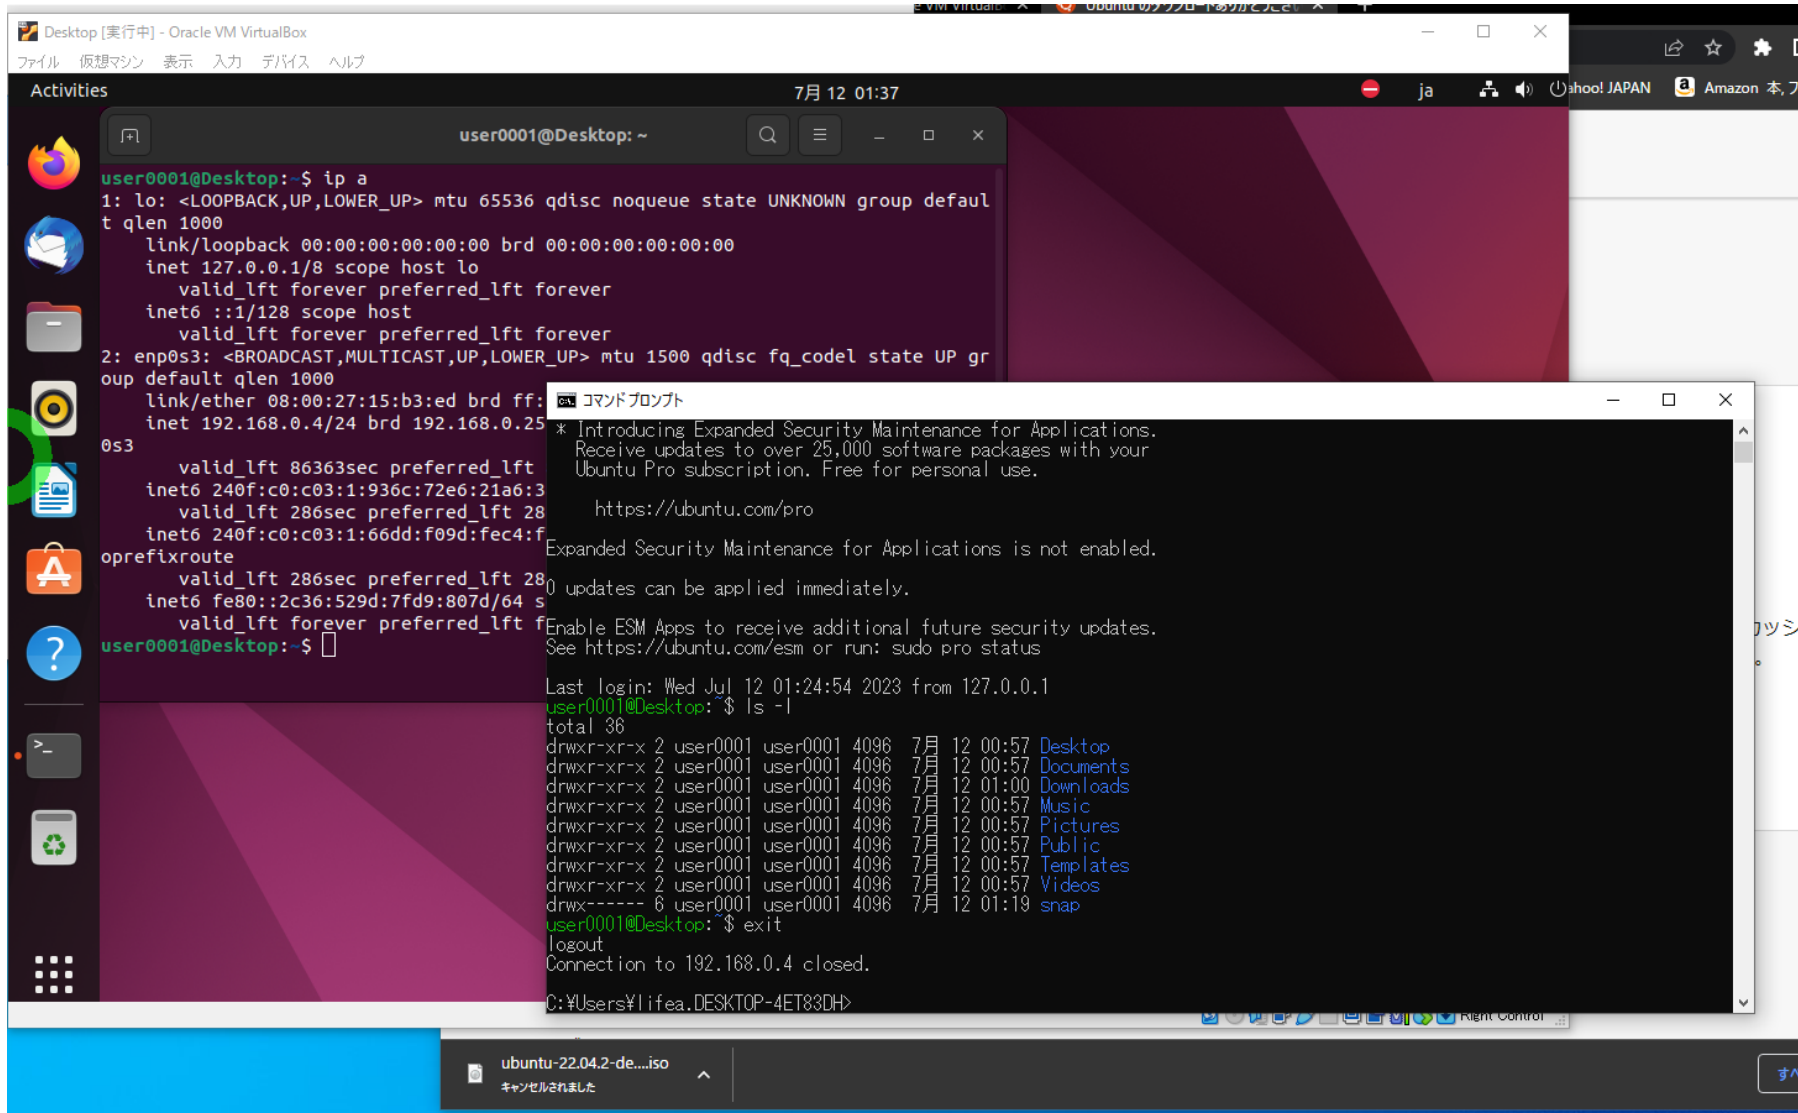 Desktop [実行中] - Oracle VM VirtualBox
ファイル 仮想マシン 表示 入力 デバイス ヘルプ
Ubuntu のダウンロードありがとうござい
ahoo! JAPAN
Amazon 本,
Activities
7月 12 01:37
ja
user0001@Desktop: ~
user0001@Desktop:~$ ip a
1: lo: <LOOPBACK,UP,LOWER_UP> mtu 65536 qdisc noqueue state UNKNOWN group defaul
t qlen 1000
link/loopback 00:00:00:00:00:00 brd 00:00:00:00:00:00
inet 127.0.0.1/8 scope host lo
valid_lft forever preferred_lft forever
inet6 ::1/128 scope host
valid_lft forever preferred_lft forever
2: enp0s3: <BROADCAST,MULTICAST,UP,LOWER_UP> mtu 1500 qdisc fq_codel state UP gr
oup default qlen 1000
link/ether 08:00:27:15:b3:ed brd ff:
inet 192.168.0.4/24 brd 192.168.0.25
0s3
valid_lft 86363sec preferred_lft
inet6 240f:c0:c03:1:936c:72e6:21a6:3
valid_lft 286sec preferred_lft 28
inet6 240f:c0:c03:1:66dd:f09d:fec4:f
oprefixroute
valid_lft 286sec preferred_lft 28
inet6 fe80::2c36:529d:7fd9:807d/64 s
valid_lft forever preferred_lft f
user0001@Desktop:~$
コマンド プロンプト
* Introducing Expanded Security Maintenance for Applications.
Receive updates to over 25,000 software packages with your
Ubuntu Pro subscription. Free for personal use.
https://ubuntu.com/pro
Expanded Security Maintenance for Applications is not enabled.
0 updates can be applied immediately.
Enable ESM Apps to receive additional future security updates.
See https://ubuntu.com/esm or run: sudo pro status
Last login: Wed Jul 12 01:24:54 2023 from 127.0.0.1
user0001@Desktop:~$ ls -l
total 36
drwxr-xr-x 2 user0001 user0001 4096 7月 12 00:57 Desktop
drwxr-xr-x 2 user0001 user0001 4096 7月 12 00:57 Documents
drwxr-xr-x 2 user0001 user0001 4096 7月 12 01:00 Downloads
drwxr-xr-x 2 user0001 user0001 4096 7月 12 00:57 Music
drwxr-xr-x 2 user0001 user0001 4096 7月 12 00:57 Pictures
drwxr-xr-x 2 user0001 user0001 4096 7月 12 00:57 Public
drwxr-xr-x 2 user0001 user0001 4096 7月 12 00:57 Templates
drwxr-xr-x 2 user0001 user0001 4096 7月 12 00:57 Videos
drwx------ 6 user0001 user0001 4096 7月 12 01:19 snap
user0001@Desktop:~$ exit
logout
Connection to 192.168.0.4 closed.
C:¥Users¥lifea.DESKTOP-4ET83DH>
Right Control
ubuntu-22.04.2-de....iso
キャンセルされました